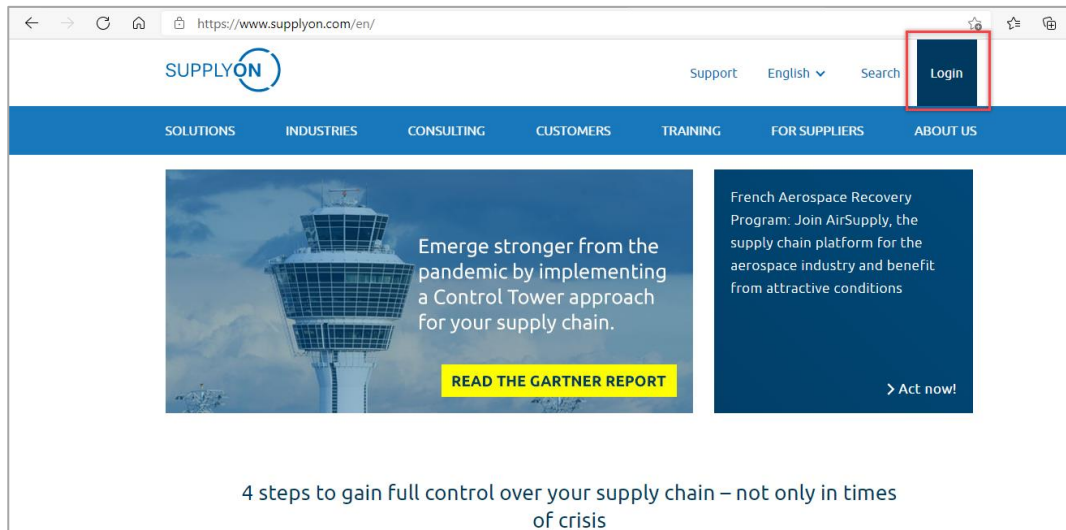 https://www.supplyon.com/en/
SUPPLYON
Support English Search Login
SOLUTIONS INDUSTRIES CONSULTING CUSTOMERS TRAINING FOR SUPPLIERS ABOUT US
Emerge stronger from the
pandemic by implementing
a Control Tower approach
for your supply chain.
READ THE GARTNER REPORT
French Aerospace Recovery
Program: Join AirSupply, the
supply chain platform for the
aerospace industry and benefit
from attractive conditions
Act now!
4 steps to gain full control over your supply chain – not only in times
of crisis